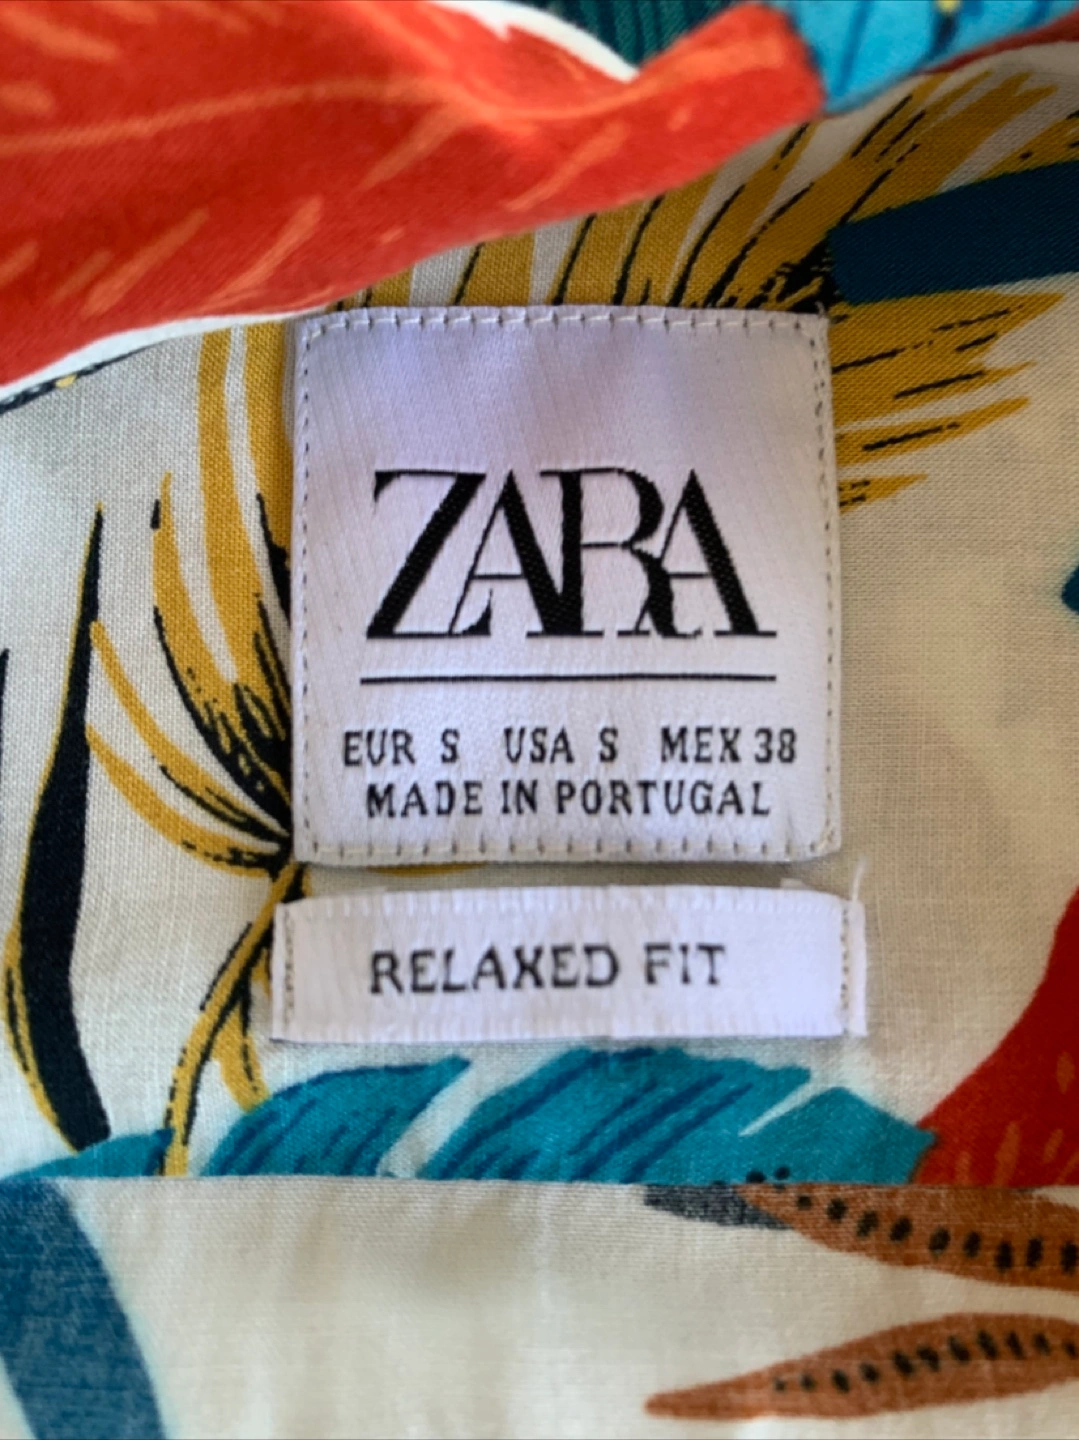 ZARA
EUR S USA S MEX 38
MADE IN PORTUGAL
RELAXED FIT